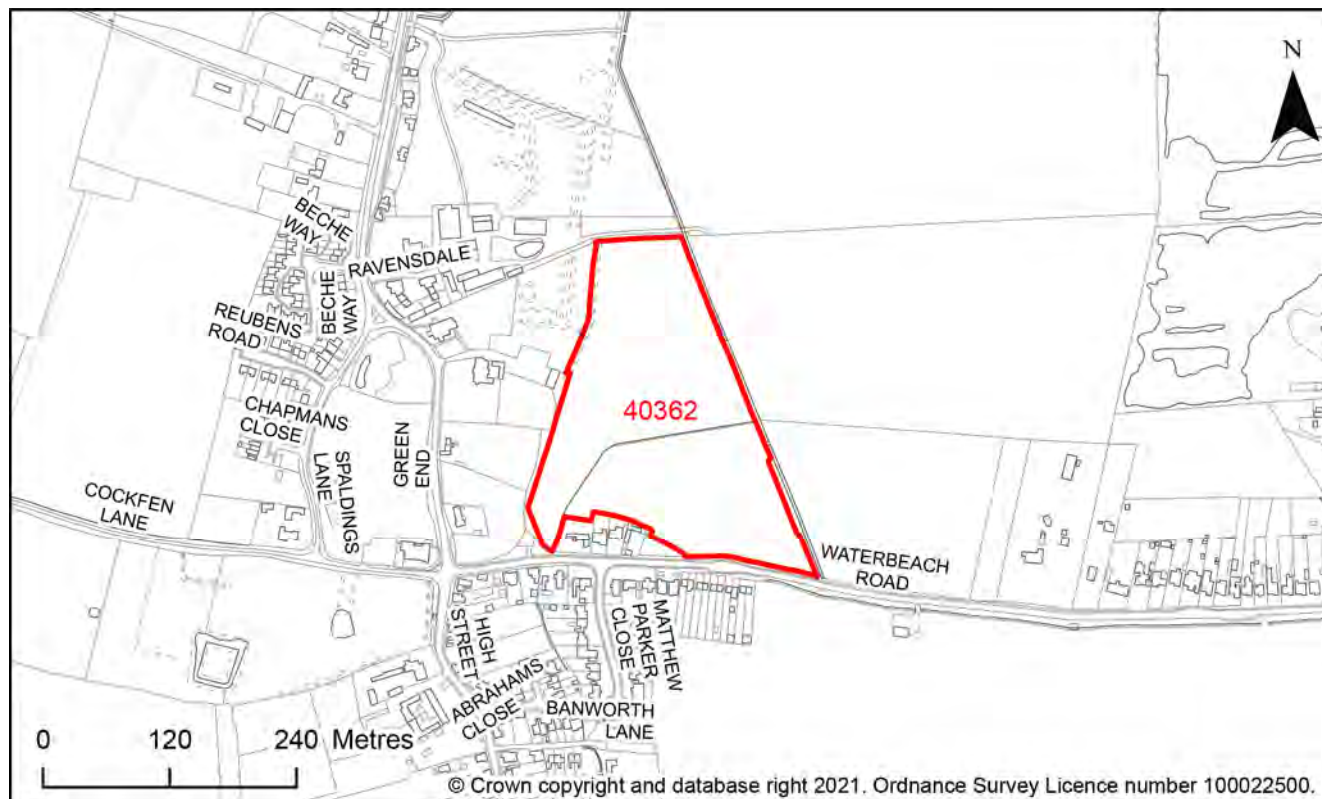 N
BECHE
WAY
RAVENSDALE
BECHE
WAY
REUBENS
ROAD
40362
CHAPMANS
CLOSE
GREEN
END
SPALDINGS
LANE
COCKFEN
LANE
WATERBEACH
ROAD
HIGH
STREET
MATTHEW
PARKER
CLOSE
ABRAHAMS
CLOSE
BANWORTH
LANE
0 120 240 Metres
© Crown copyright and database right 2021. Ordnance Survey Licence number 100022500.